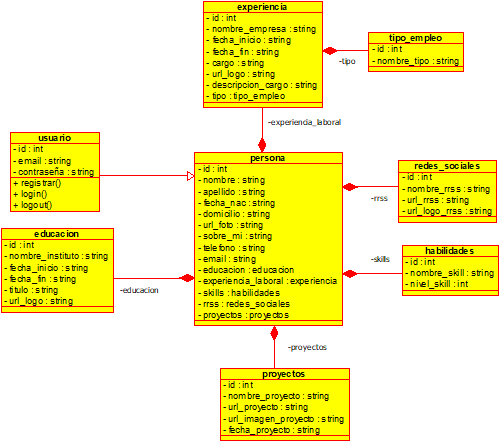 experiencia
- id : int
- nombre_empresa : string
- fecha_inicio : string
- fecha_fin : string
- cargo : string
- url_logo : string
- descripcion_cargo : string
- tipo : tipo_empleo
-tipo
tipo_empleo
- id : int
- nombre_tipo : string
-experiencia_laboral
usuario
- id : int
- email : string
- contraseña : string
+ registrar()
+ login()
+ logout()
persona
- id : int
- nombre : string
- apellido : string
- fecha_nac : string
- domicilio : string
- url_foto : string
- sobre_mi : string
- telefono : string
- email : string
- educacion : educacion
- experiencia_laboral : experiencia
- skills : habilidades
- rrss : redes_sociales
- proyectos : proyectos
redes_sociales
- id : int
- nombre_rrss : string
- url_rrss : string
- url_logo_rrss : string
-rrss
educacion
- id : int
- nombre_instituto : string
- fecha_inicio : string
- fecha_fin : string
- titulo : string
- url_logo : string
-educacion
habilidades
- id : int
- nombre_skill : string
- nivel_skill : int
-skills
-proyectos
proyectos
- id : int
- nombre_proyecto : string
- url_proyecto : string
- url_imagen_proyecto : string
- fecha_proyecto : string